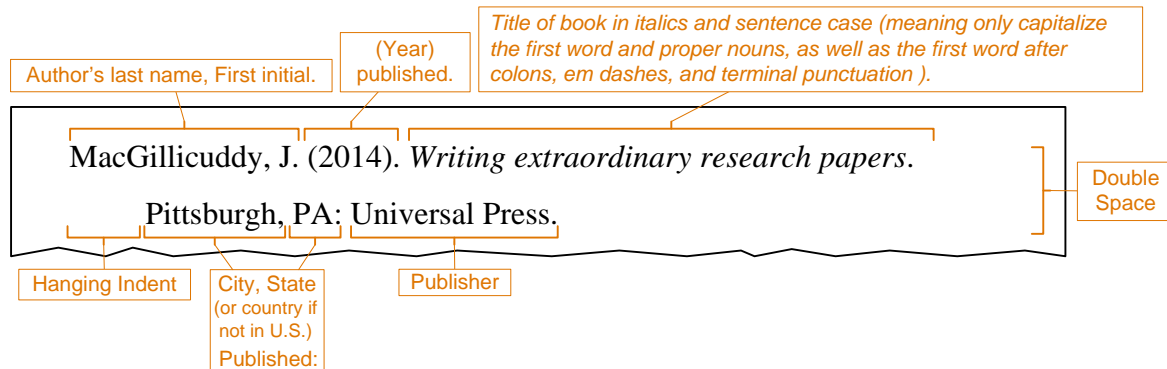 Title of book in italics and sentence case (meaning only capitalize
the first word and proper nouns, as well as the first word after
colons, em dashes, and terminal punctuation ).
(Year)
published.
Author's last name, First initial.
MacGillicuddy, J. (2014). Writing extraordinary research papers.
Pittsburgh, PA: Universal Press.
Double
Space
Hanging Indent
City, State
(or country if
not in U.S.)
Published:
Publisher